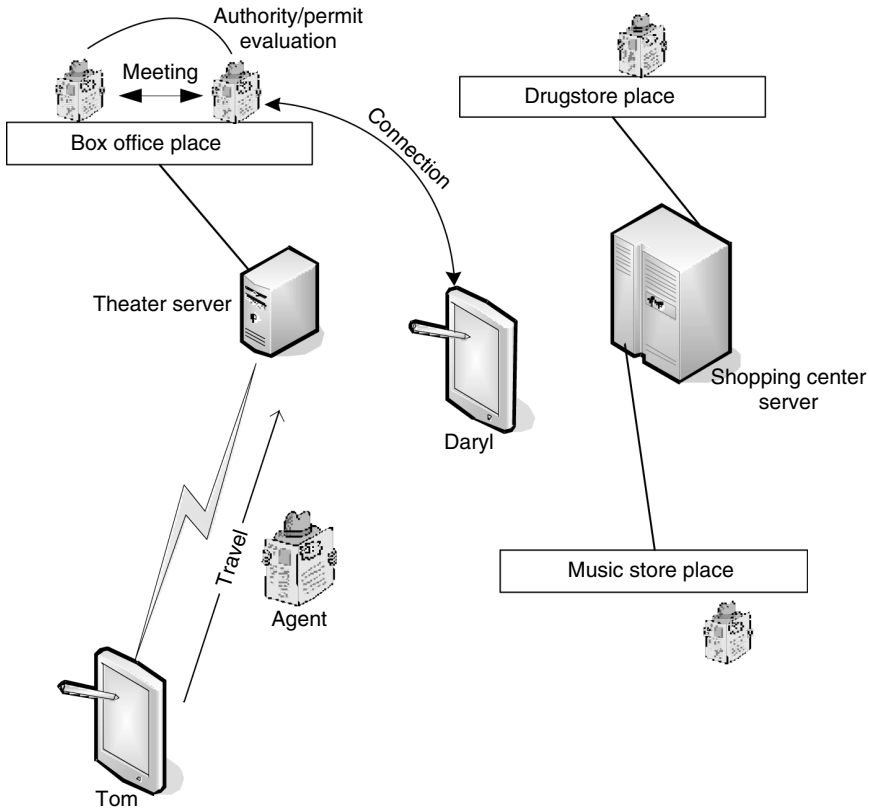 Authority/permit
evaluation
Meeting
Box office place
Connection
Drugstore place
Theater server
Shopping center
server
Daryl
Travel
Agent
Music store place
Tom